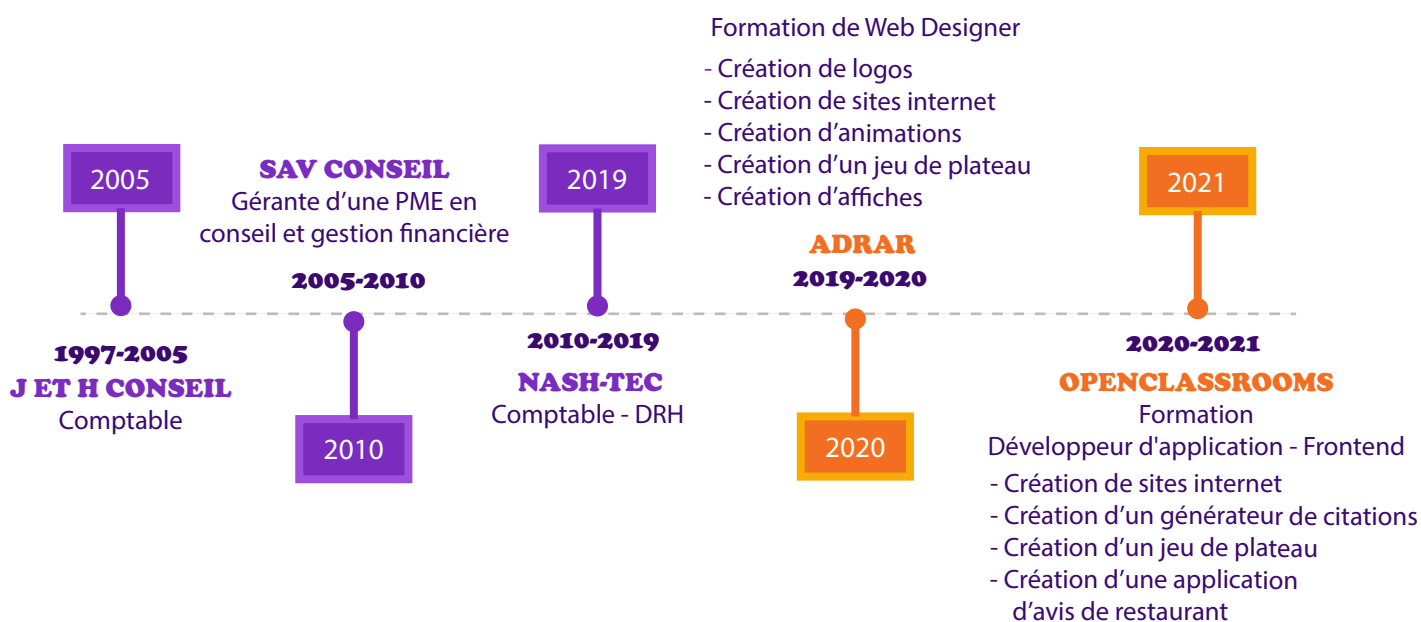 2005
1997-2005
J ET H CONSEIL
Comptable
SAV CONSEIL
Gérante d’une PME en
conseil et gestion financière
2005-2010
2010
2019
2010-2019
NASH-TEC
Comptable - DRH
Formation de Web Designer
- Création de logos
- Création de sites internet
- Création d’animations
- Création d’un jeu de plateau
- Création d’affiches
ADRAR
2019-2020
2020
2021
2020-2021
OPENCLASSROOMS
Formation
Développeur d'application - Frontend
- Création de sites internet
- Création d’un générateur de citations
- Création d’un jeu de plateau
- Création d’une application
d’avis de restaurant